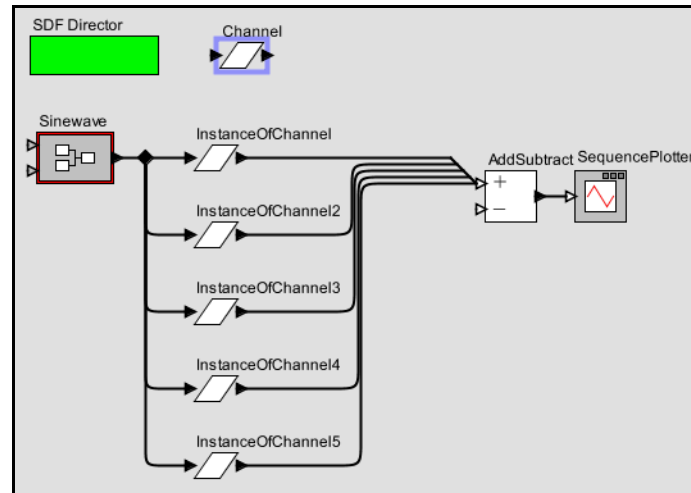 SDF Director
Channel
Sinewave
InstanceOfChannel
AddSubtract
SequencePlotter
InstanceOfChannel2
InstanceOfChannel3
InstanceOfChannel4
InstanceOfChannel5